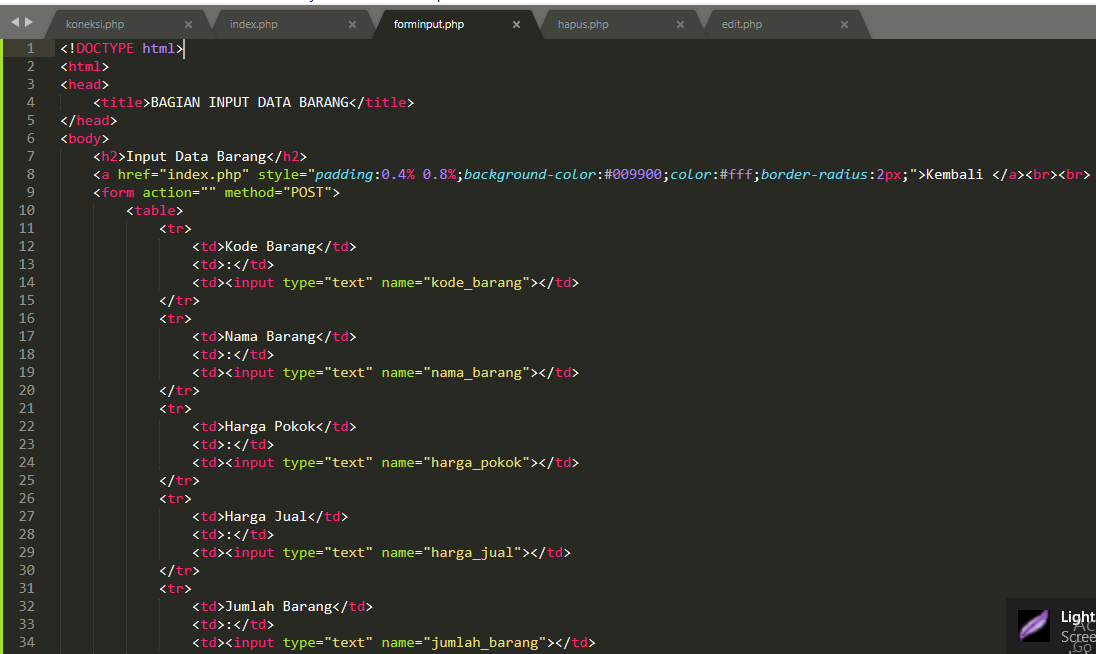 koneksi.php × index.php × forminput.php × hapus.php × edit.php ×
1 <!DOCTYPE html>
2 <html>
3 <head>
4 <title>BAGIAN INPUT DATA BARANG</title>
5 </head>
6 <body>
7 <h2>Input Data Barang</h2>
8 <a href="index.php" style="padding:0.4% 0.8%;background-color:#009900;color:#fff;border-radius:2px;">Kembali </a><br><br>
9 <form action="" method="POST">
10 <table>
11 <tr>
12 <td>Kode Barang</td>
13 <td>:</td>
14 <td><input type="text" name="kode_barang"></td>
15 </tr>
16 <tr>
17 <td>Nama Barang</td>
18 <td>:</td>
19 <td><input type="text" name="nama_barang"></td>
20 </tr>
21 <tr>
22 <td>Harga Pokok</td>
23 <td>:</td>
24 <td><input type="text" name="harga_pokok"></td>
25 </tr>
26 <tr>
27 <td>Harga Jual</td>
28 <td>:</td>
29 <td><input type="text" name="harga_jual"></td>
30 </tr>
31 <tr>
32 <td>Jumlah Barang</td>
33 <td>:</td>
34 <td><input type="text" name="jumlah_barang"></td>
Light
Scree
Go